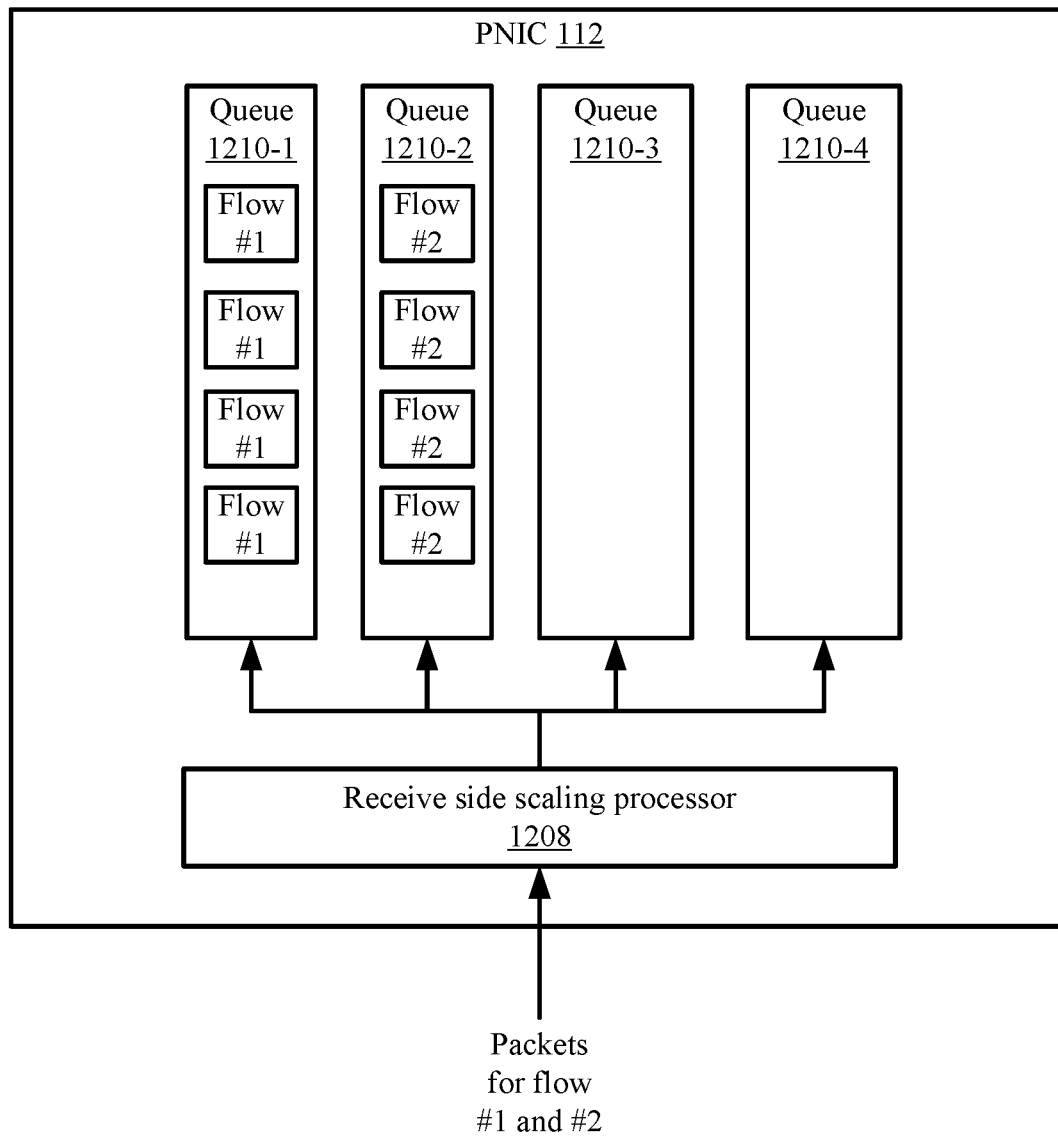 PNIC 112
Queue
1210-1
Flow
#1
Flow
#1
Flow
#1
Flow
#1
Queue
1210-2
Flow
#2
Flow
#2
Flow
#2
Flow
#2
Queue
1210-3
Queue
1210-4
Receive side scaling processor
1208
Packets
for flow
#1 and #2